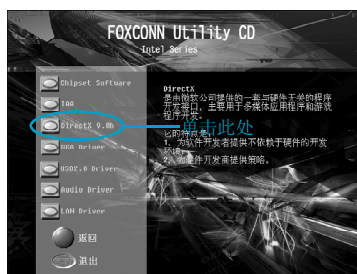 FOXCONN Utility CD
Intel Series
Chipset Software
IAA
DirectX 9.0b
VGA Driver
USB2.0 Driver
Audio Driver
LAN Driver
返回
退出
DirectX
是由微软公司提供的一套与硬件无关的程序
开发接口，主要用于多媒体应用程序和游戏
程序开发。
它的特点是：
1、为软件开发者提供不依赖于硬件的开发
环境。
2、为硬件开发商提供策略。
单击此处